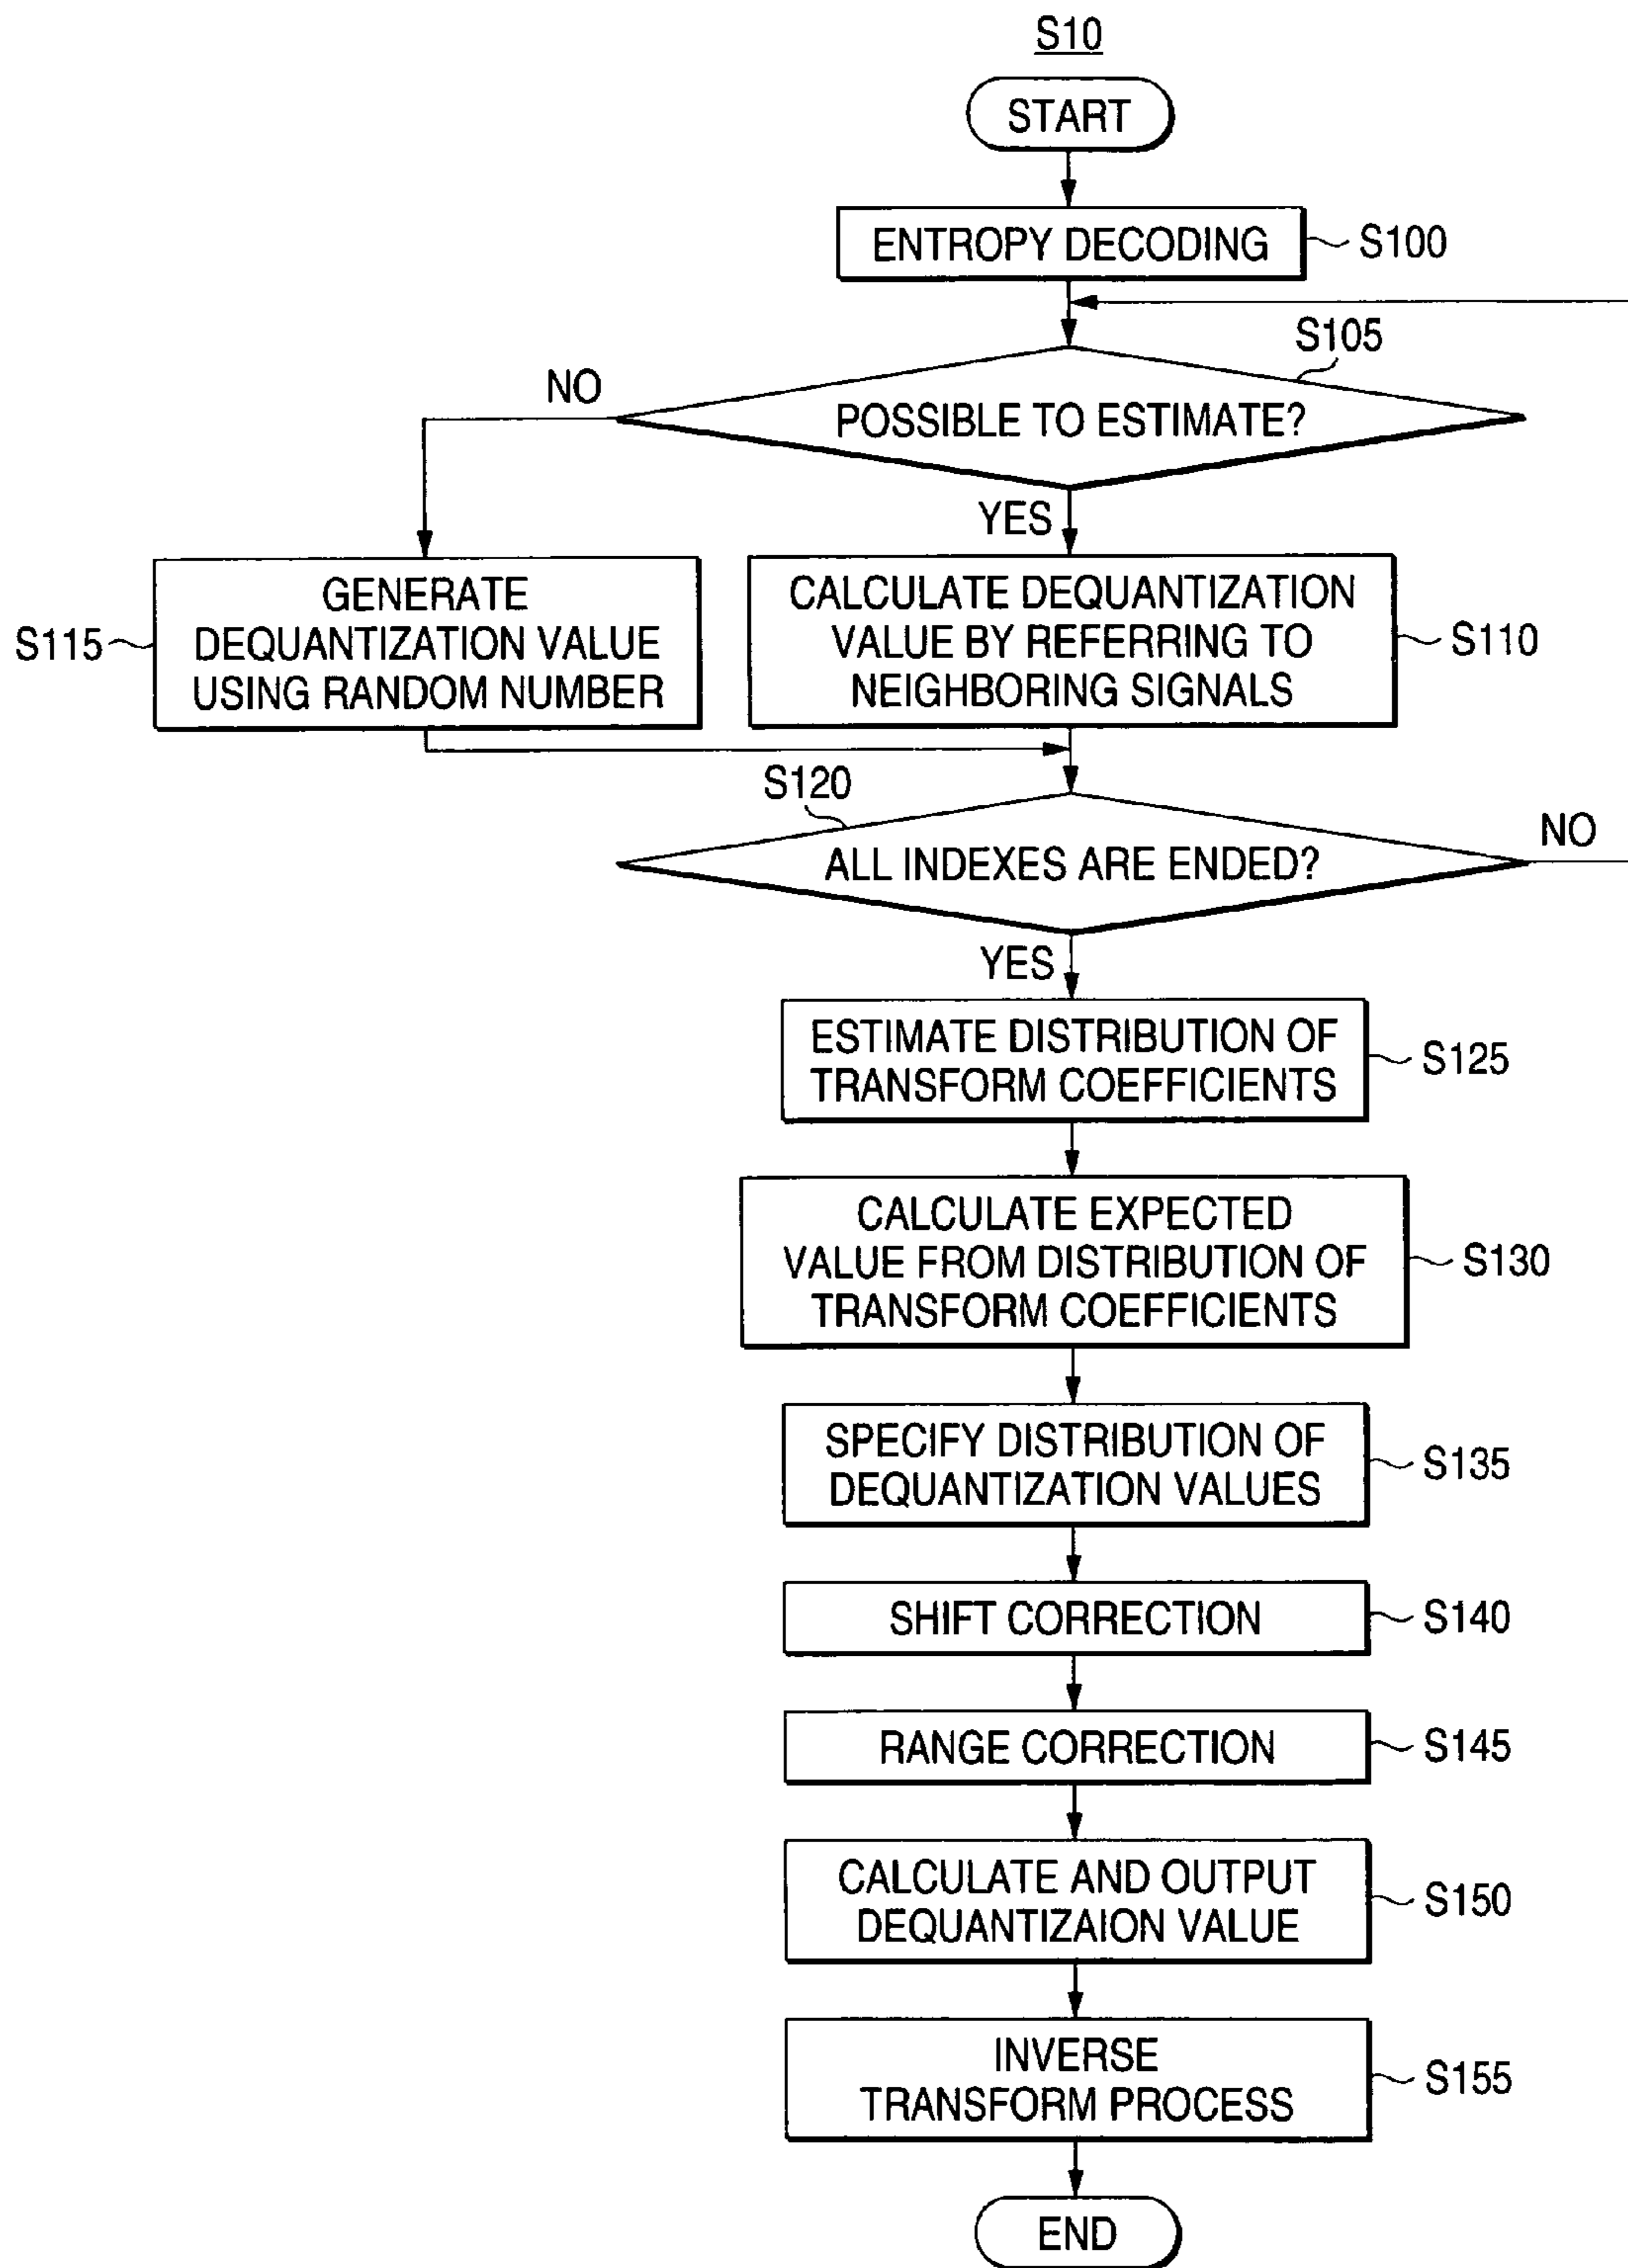 S10
START
ENTROPY DECODING
S100
S105
NO
POSSIBLE TO ESTIMATE?
YES
S115
GENERATE
DEQUANTIZATION VALUE
USING RANDOM NUMBER
CALCULATE DEQUANTIZATION
VALUE BY REFERRING TO
NEIGHBORING SIGNALS
S110
S120
ALL INDEXES ARE ENDED?
NO
YES
ESTIMATE DISTRIBUTION OF
TRANSFORM COEFFICIENTS
S125
CALCULATE EXPECTED
VALUE FROM DISTRIBUTION OF
TRANSFORM COEFFICIENTS
S130
SPECIFY DISTRIBUTION OF
DEQUANTIZATION VALUES
S135
SHIFT CORRECTION
S140
RANGE CORRECTION
S145
CALCULATE AND OUTPUT
DEQUANTIZAION VALUE
S150
INVERSE
TRANSFORM PROCESS
S155
END